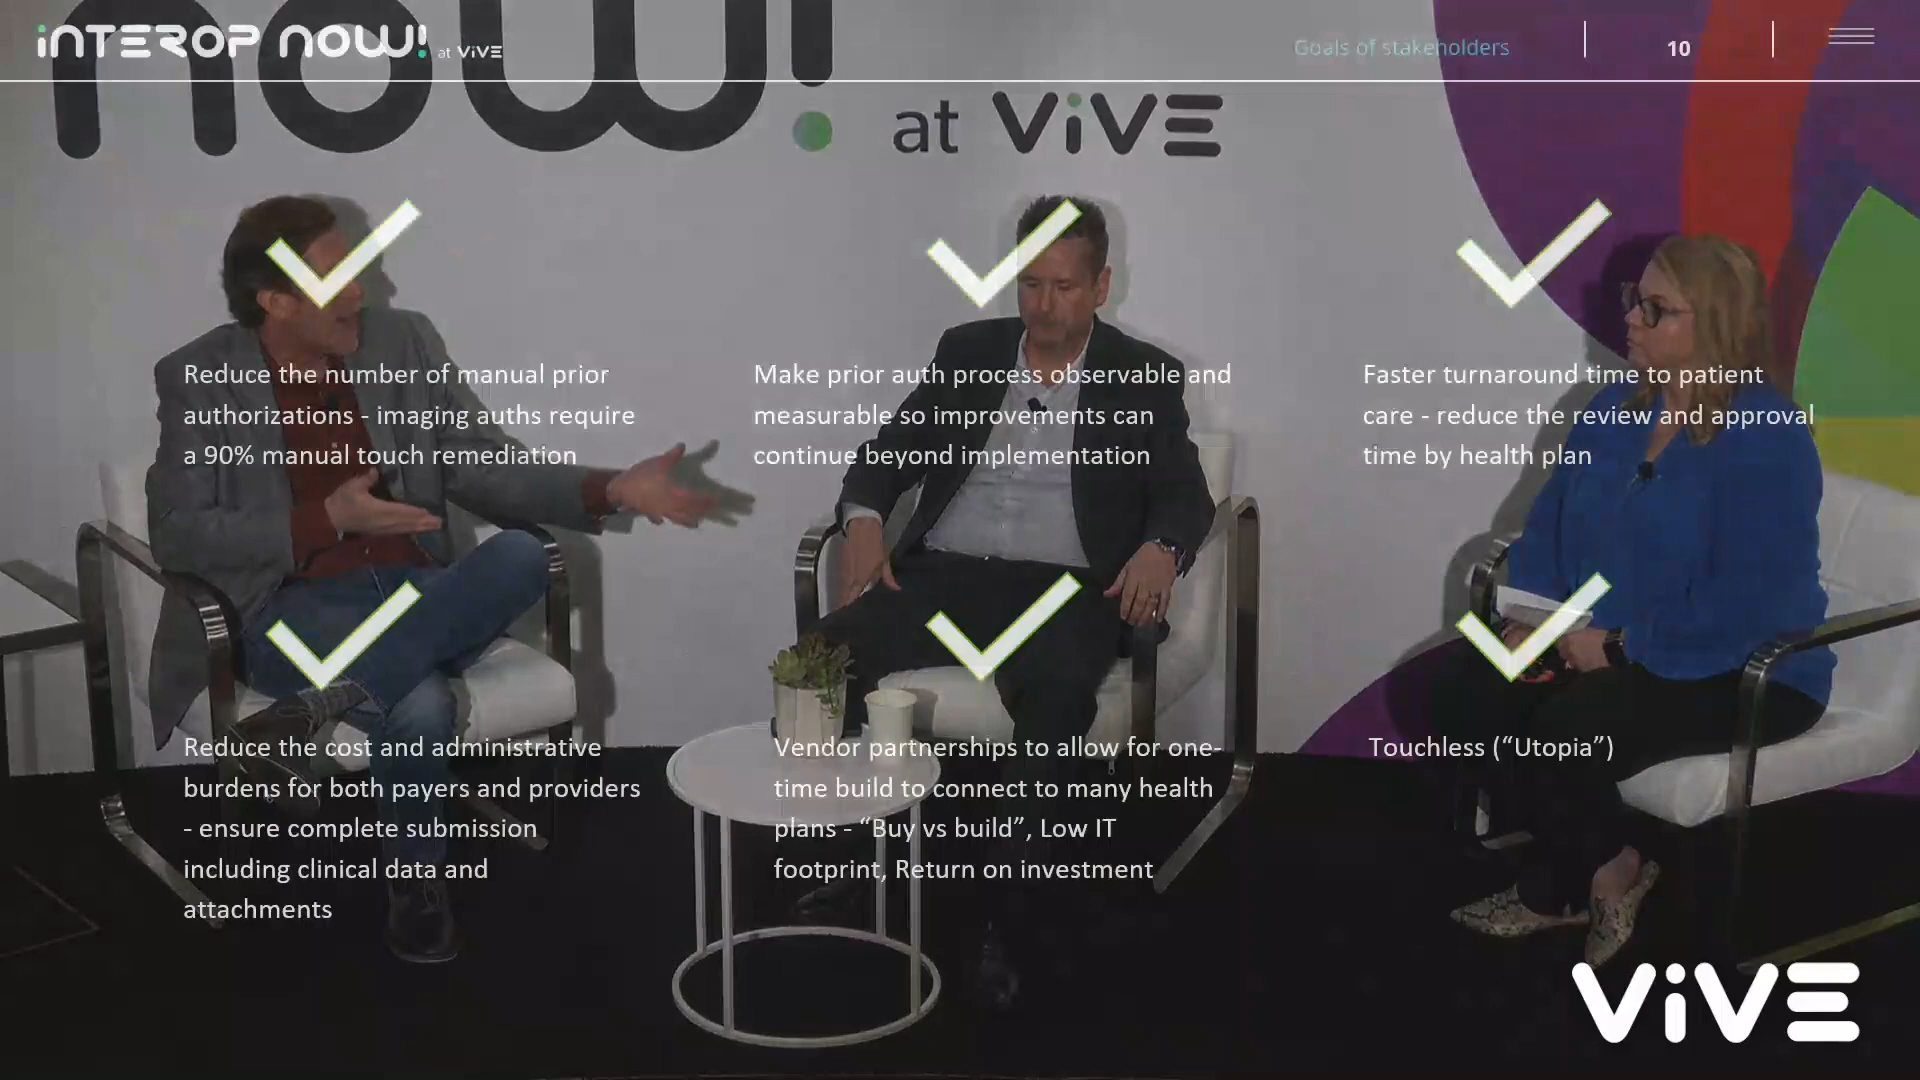 iNTEROP NOW! at ViVE
Goals of stakeholders
10
now!
at ViVE
Reduce the number of manual prior
authorizations - imaging auths require
a 90% manual touch remediation
Make prior auth process observable and
measurable so improvements can
continue beyond implementation
Faster turnaround time to patient
care - reduce the review and approval
time by health plan
Reduce the cost and administrative
burdens for both payers and providers
- ensure complete submission
including clinical data and
attachments
Vendor partnerships to allow for one-
time build to connect to many health
plans - “Buy vs build”, Low IT
footprint, Return on investment
Touchless (“Utopia”)
ViVE